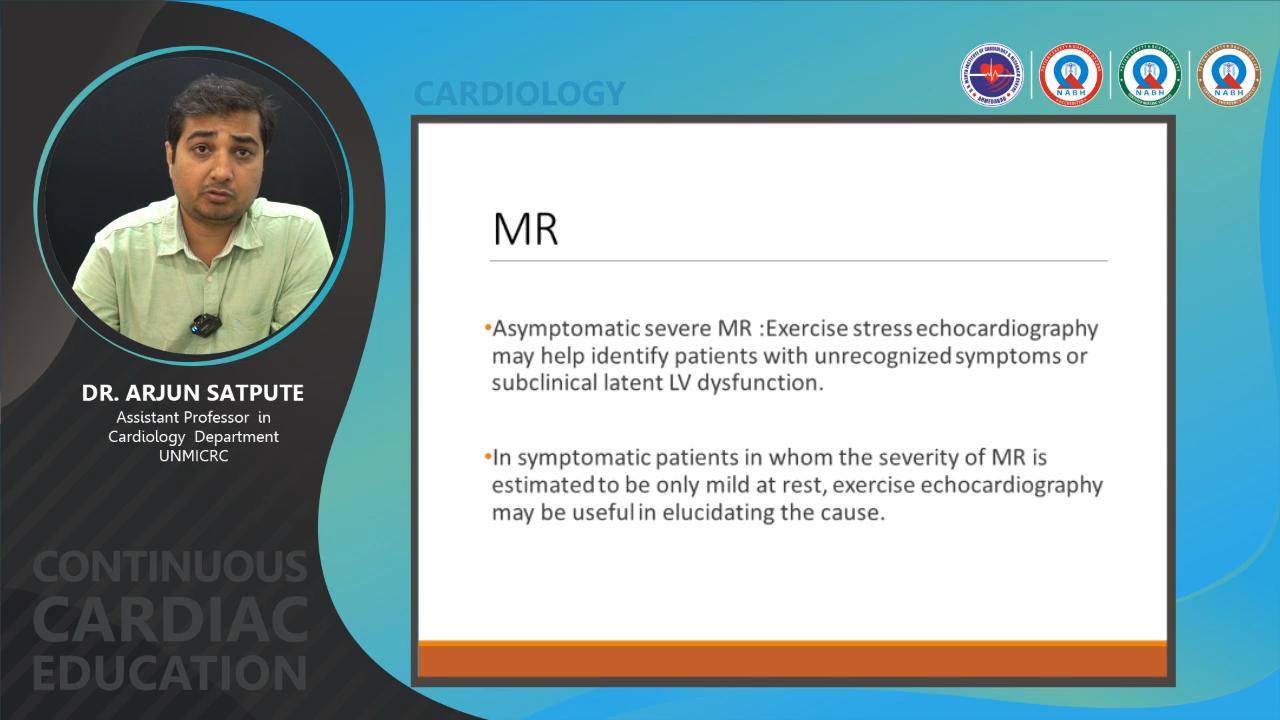 CARDIOLOGY
NABH
NABH
NABH
DR. ARJUN SATPUTE
Assistant Professor in
Cardiology Department
UNMICRC
CONTINUOUS
CARDIAC
EDUCATION
MR
•Asymptomatic severe MR :Exercise stress echocardiography
may help identify patients with unrecognized symptoms or
subclinical latent LV dysfunction.
•In symptomatic patients in whom the severity of MR is
estimated to be only mild at rest, exercise echocardiography
may be useful in elucidating the cause.